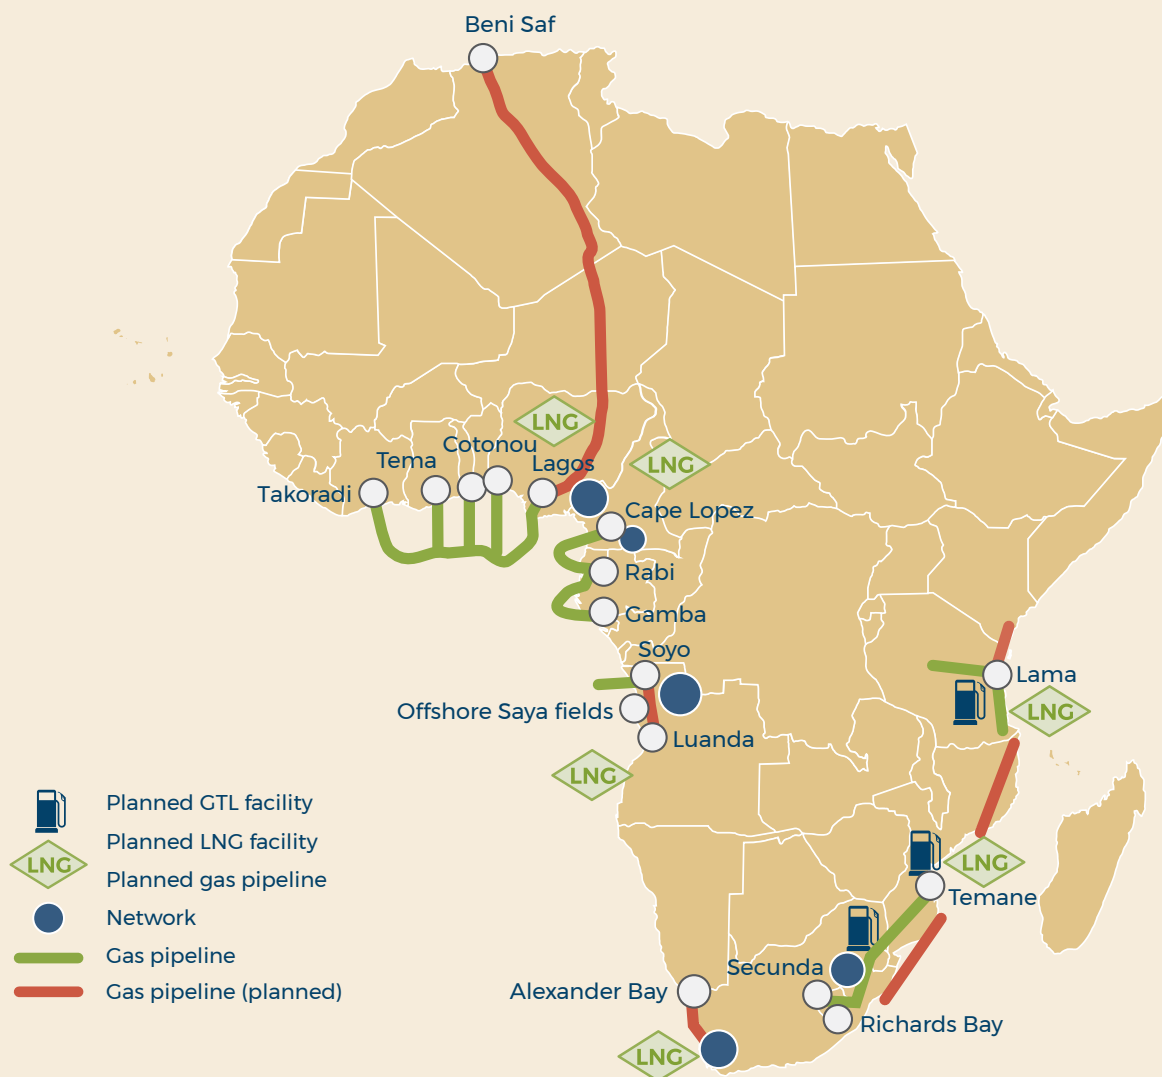 Beni Saf
LNG
Cotonou
Tema
Lagos
LNG
Takoradi
Cape Lopez
Rabi
Gamba
Soyo
Lama
Offshore Saya fields
LNG
Luanda
LNG
Planned GTL facility
Planned LNG facility
LNG
Planned gas pipeline
Network
Gas pipeline
Gas pipeline (planned)
LNG
Temane
Secunda
Alexander Bay
Richards Bay
LNG